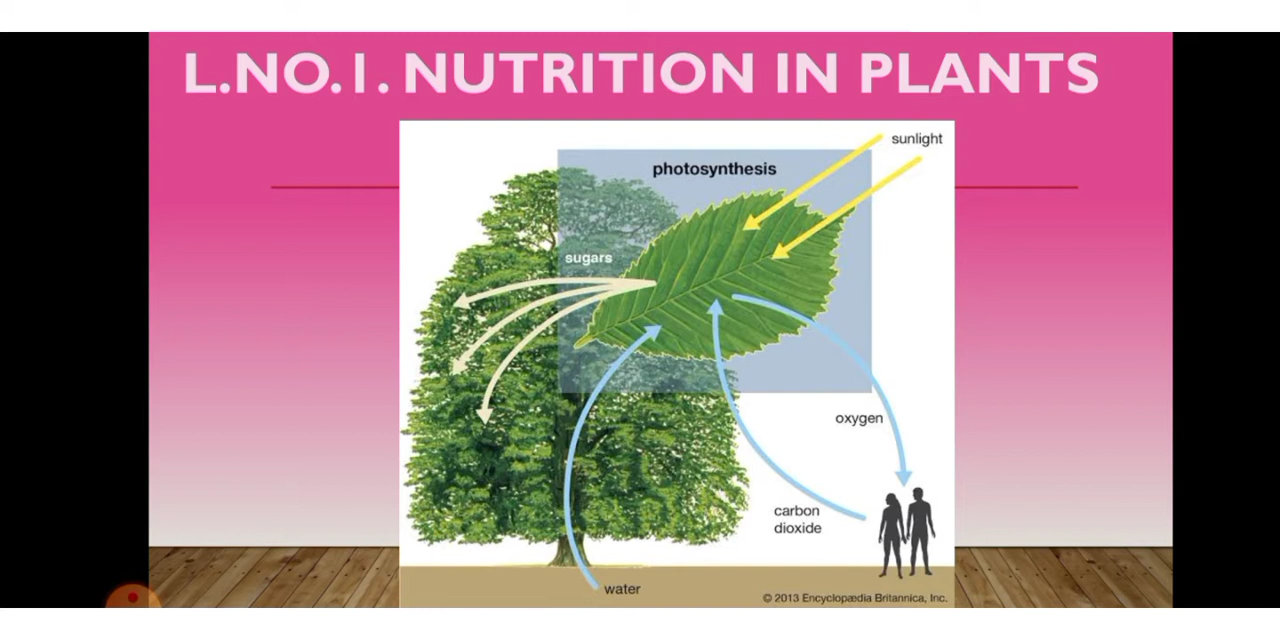 L.NO.1. NUTRITION IN PLANTS
sunlight
photosynthesis
sugars
oxygen
carbon
dioxide
water
© 2013 Encyclopædia Britannica, Inc.